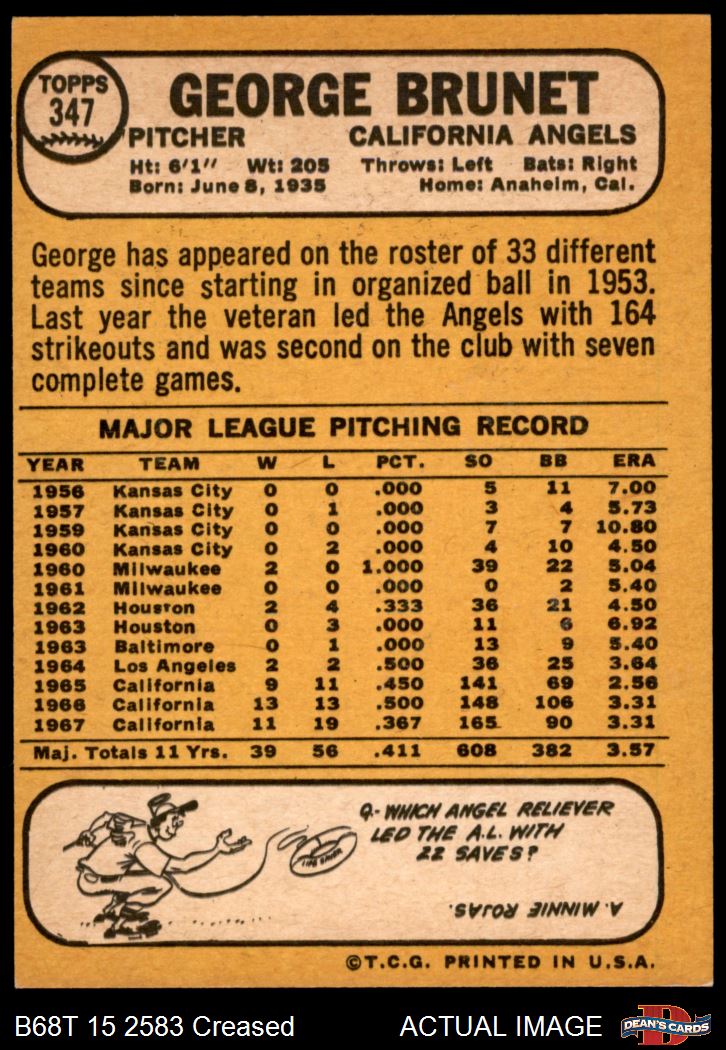 TOPPS
347
GEORGE BRUNET
PITCHER CALIFORNIA ANGELS
Ht: 6'1" Wt: 205 Throws: Left Bats: Right
Born: June 8, 1935 Home: Anaheim, Cal.
George has appeared on the roster of 33 different
teams since starting in organized ball in 1953.
Last year the veteran led the Angels with 164
strikeouts and was second on the club with seven
complete games.
MAJOR LEAGUE PITCHING RECORD
YEAR TEAM W L PCT. SO BB ERA
1956 Kansas City 0 0 .000 5 11 7.00
1957 Kansas City 0 1 .000 3 4 5.73
1959 Kansas City 0 0 .000 7 7 10.80
1960 Kansas City 0 2 .000 4 10 4.50
1960 Milwaukee 2 0 1.000 39 22 5.04
1961 Milwaukee 0 0 .000 0 2 5.40
1962 Houston 2 4 .333 36 21 4.50
1963 Houston 0 3 .000 11 6 6.92
1963 Baltimore 0 1 .000 13 9 5.40
1964 Los Angeles 2 2 .500 36 25 3.64
1965 California 9 11 .450 141 69 2.56
1966 California 13 13 .500 148 106 3.31
1967 California 11 19 .367 165 90 3.31
Maj. Totals 11 Yrs. 39 56 .411 608 382 3.57
Q- WHICH ANGEL RELIEVER
LED THE A.L. WITH
22 SAVES?
LIFE SAVER
A. MINNIE ROJAS.
©T.C.G. PRINTED IN U.S.A.
B68T 15 2583 Creased ACTUAL IMAGE
D
DEAN'S CARDS